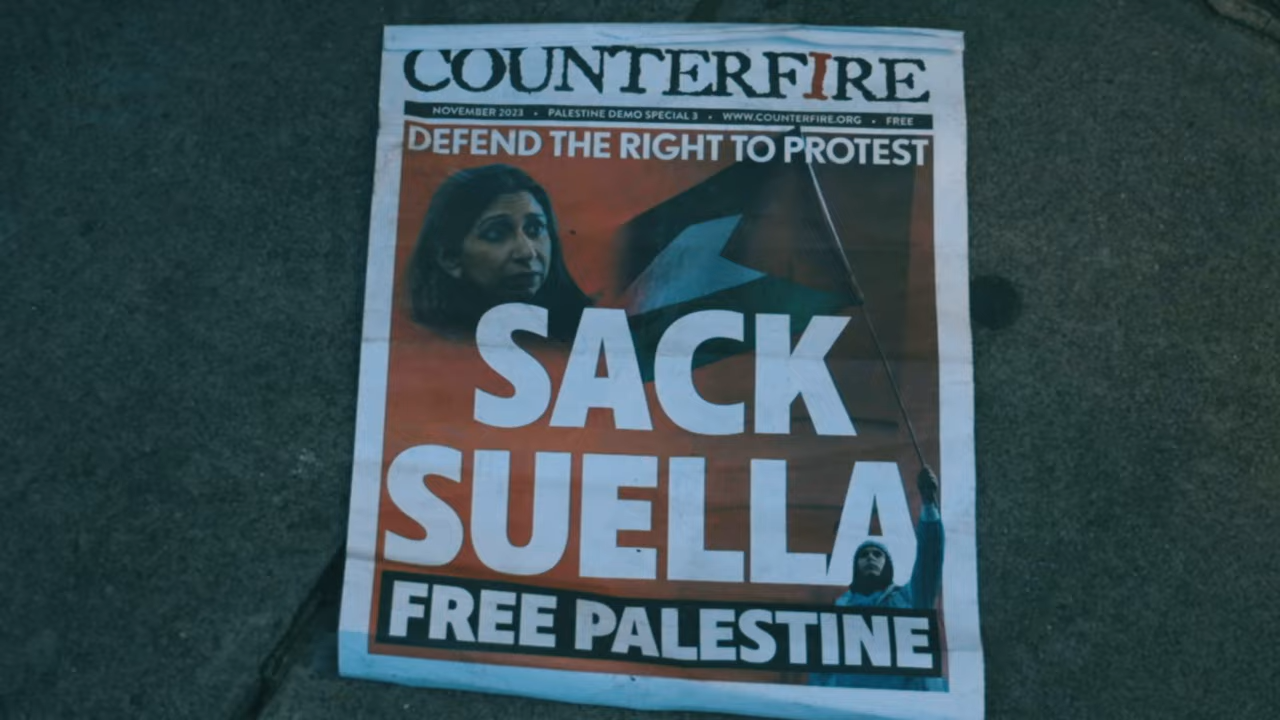 COUNTERFIRE
NOVEMBER 2023 • PALESTINE DEMO SPECIAL 3 • WWW.COUNTERFIRE.ORG • FREE
DEFEND THE RIGHT TO PROTEST
SACK
SUELLA
FREE PALESTINE